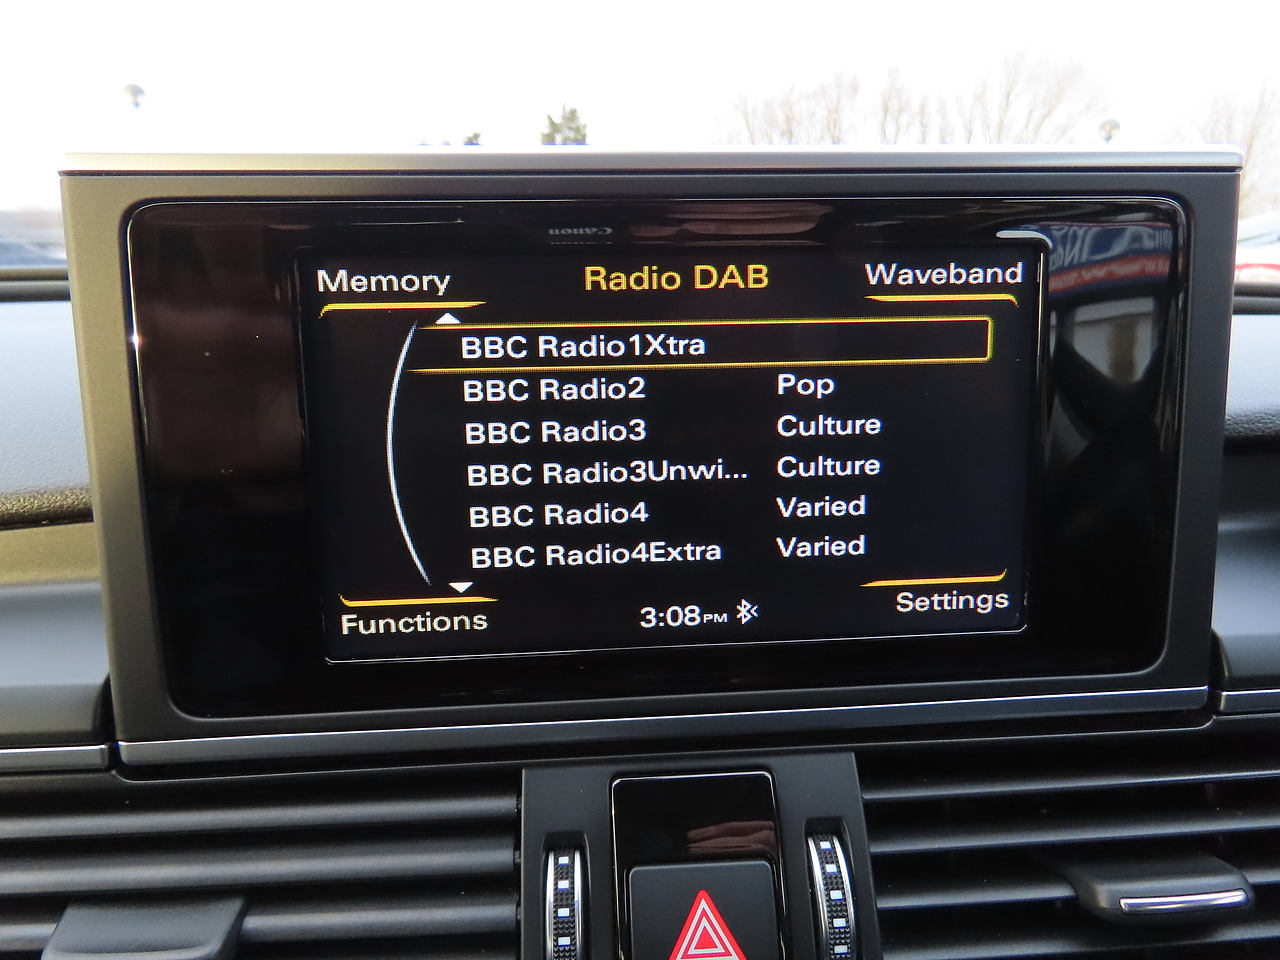 Canon
Memory Radio DAB Waveband
BBC Radio1Xtra
BBC Radio2 Pop
BBC Radio3 Culture
BBC Radio3Unwi... Culture
BBC Radio4 Varied
BBC Radio4Extra Varied
Functions 3:08PM Settings